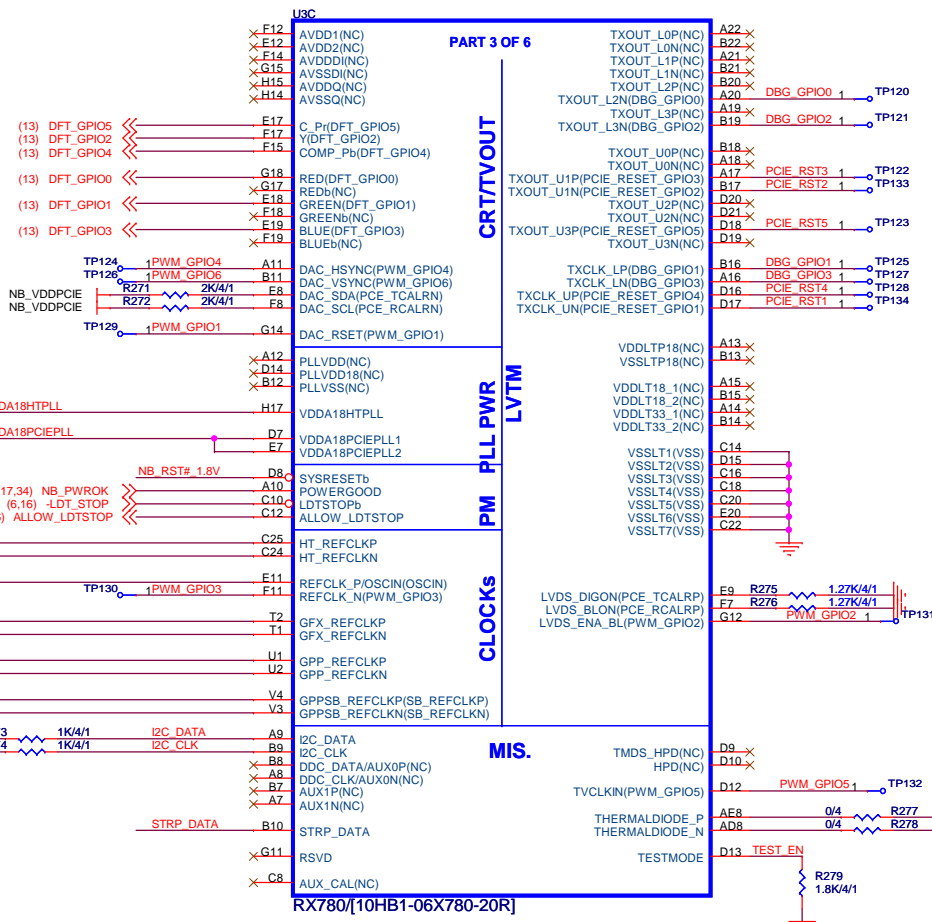 U3C
PART 3 OF 6
F12 AVDD1(NC) TXOUT_L0P(NC) A22
E12 AVDD2(NC) TXOUT_L0N(NC) B22
F14 AVDDDI(NC) TXOUT_L1P(NC) A21
G15 AVSSDI(NC) TXOUT_L1N(NC) B21
H15 AVDDQ(NC) TXOUT_L2P(NC) B20
H14 AVSSQ(NC) TXOUT_L2N(DBG_GPIO0) A20 DBG_GPIO0 1 TP120
TXOUT_L3P(NC) A19
(13) DFT_GPIO5 E17 C_Pr(DFT_GPIO5) TXOUT_L3N(DBG_GPIO2) B19 DBG_GPIO2 1 TP121
(13) DFT_GPIO2 F17 Y(DFT_GPIO2)
(13) DFT_GPIO4 F15 COMP_Pb(DFT_GPIO4) TXOUT_U0P(NC) B18
TXOUT_U0N(NC) A18
(13) DFT_GPIO0 G18 RED(DFT_GPIO0) TXOUT_U1P(PCIE_RESET_GPIO3) A17 PCIE_RST3 1 TP122
G17 REDb(NC) TXOUT_U1N(PCIE_RESET_GPIO2) B17 PCIE_RST2 1 TP133
(13) DFT_GPIO1 E18 GREEN(DFT_GPIO1) TXOUT_U2P(NC) D20
F18 GREENb(NC) TXOUT_U2N(NC) D21
(13) DFT_GPIO3 E19 BLUE(DFT_GPIO3) TXOUT_U3P(PCIE_RESET_GPIO5) D18 PCIE_RST5 1 TP123
F19 BLUEb(NC) TXOUT_U3N(NC) D19
CRT/TVOUT
TP124 1 PWM_GPIO4 A11 DAC_HSYNC(PWM_GPIO4) TXCLK_LP(DBG_GPIO1) B16 DBG_GPIO1 1 TP125
TP126 1 PWM_GPIO6 B11 DAC_VSYNC(PWM_GPIO6) TXCLK_LN(DBG_GPIO3) A16 DBG_GPIO3 1 TP127
NB_VDDPCIE R271 2K/4/1 E8 DAC_SDA(PCE_TCALRN) TXCLK_UP(PCIE_RESET_GPIO4) D16 PCIE_RST4 1 TP128
NB_VDDPCIE R272 2K/4/1 F8 DAC_SCL(PCE_RCALRN) TXCLK_UN(PCIE_RESET_GPIO1) D17 PCIE_RST1 1 TP134
TP129 1 PWM_GPIO1 G14 DAC_RSET(PWM_GPIO1)
VDDLTP18(NC) A13
A12 PLLVDD(NC) VSSLTP18(NC) B13
D14 PLLVDD18(NC)
B12 PLLVSS(NC) VDDLT18_1(NC) A15
VDDLT18_2(NC) B15
DA18HTPLL H17 VDDA18HTPLL VDDLT33_1(NC) A14
VDDLT33_2(NC) B14
PLL PWR
LVTM
DA18PCIEPLL D7 VDDA18PCIEPLL1
E7 VDDA18PCIEPLL2 VSSLT1(VSS) C14
VSSLT2(VSS) D15
NB_RST#_1.8V D8 SYSRESETb VSSLT3(VSS) C16
17,34) NB_PWROK A10 POWERGOOD VSSLT4(VSS) C18
(6,16) -LDT_STOP C10 LDTSTOPb VSSLT5(VSS) C20
) ALLOW_LDTSTOP C12 ALLOW_LDTSTOP VSSLT6(VSS) E20
VSSLT7(VSS) C22
PM
C25 HT_REFCLKP
C24 HT_REFCLKN
E11 REFCLK_P/OSCIN(OSCIN)
TP130 1 PWM_GPIO3 F11 REFCLK_N(PWM_GPIO3) LVDS_DIGON(PCE_TCALRP) E9 R275 1.27K/4/1
LVDS_BLON(PCE_RCALRP) F7 R276 1.27K/4/1
T2 GFX_REFCLKP LVDS_ENA_BL(PWM_GPIO2) G12 PWM_GPIO2 1 TP131
T1 GFX_REFCLKN
CLOCKs
U1 GPP_REFCLKP
U2 GPP_REFCLKN
V4 GPPSB_REFCLKP(SB_REFCLKP)
V3 GPPSB_REFCLKN(SB_REFCLKN)
3 1K/4/1 I2C_DATA A9 I2C_DATA
4 1K/4/1 I2C_CLK B9 I2C_CLK
MIS.
B8 DDC_DATA/AUX0P(NC) TMDS_HPD(NC) D9
A8 DDC_CLK/AUX0N(NC) HPD(NC) D10
B7 AUX1P(NC) TVCLKIN(PWM_GPIO5) D12 PWM_GPIO5 1 TP132
A7 AUX1N(NC)
THERMALDIODE_P AE8 0/4 R277
STRP_DATA B10 STRP_DATA THERMALDIODE_N AD8 0/4 R278
G11 RSVD TESTMODE D13 TEST_EN
C8 AUX_CAL(NC) R279
1.8K/4/1
RX780/[10HB1-06X780-20R]